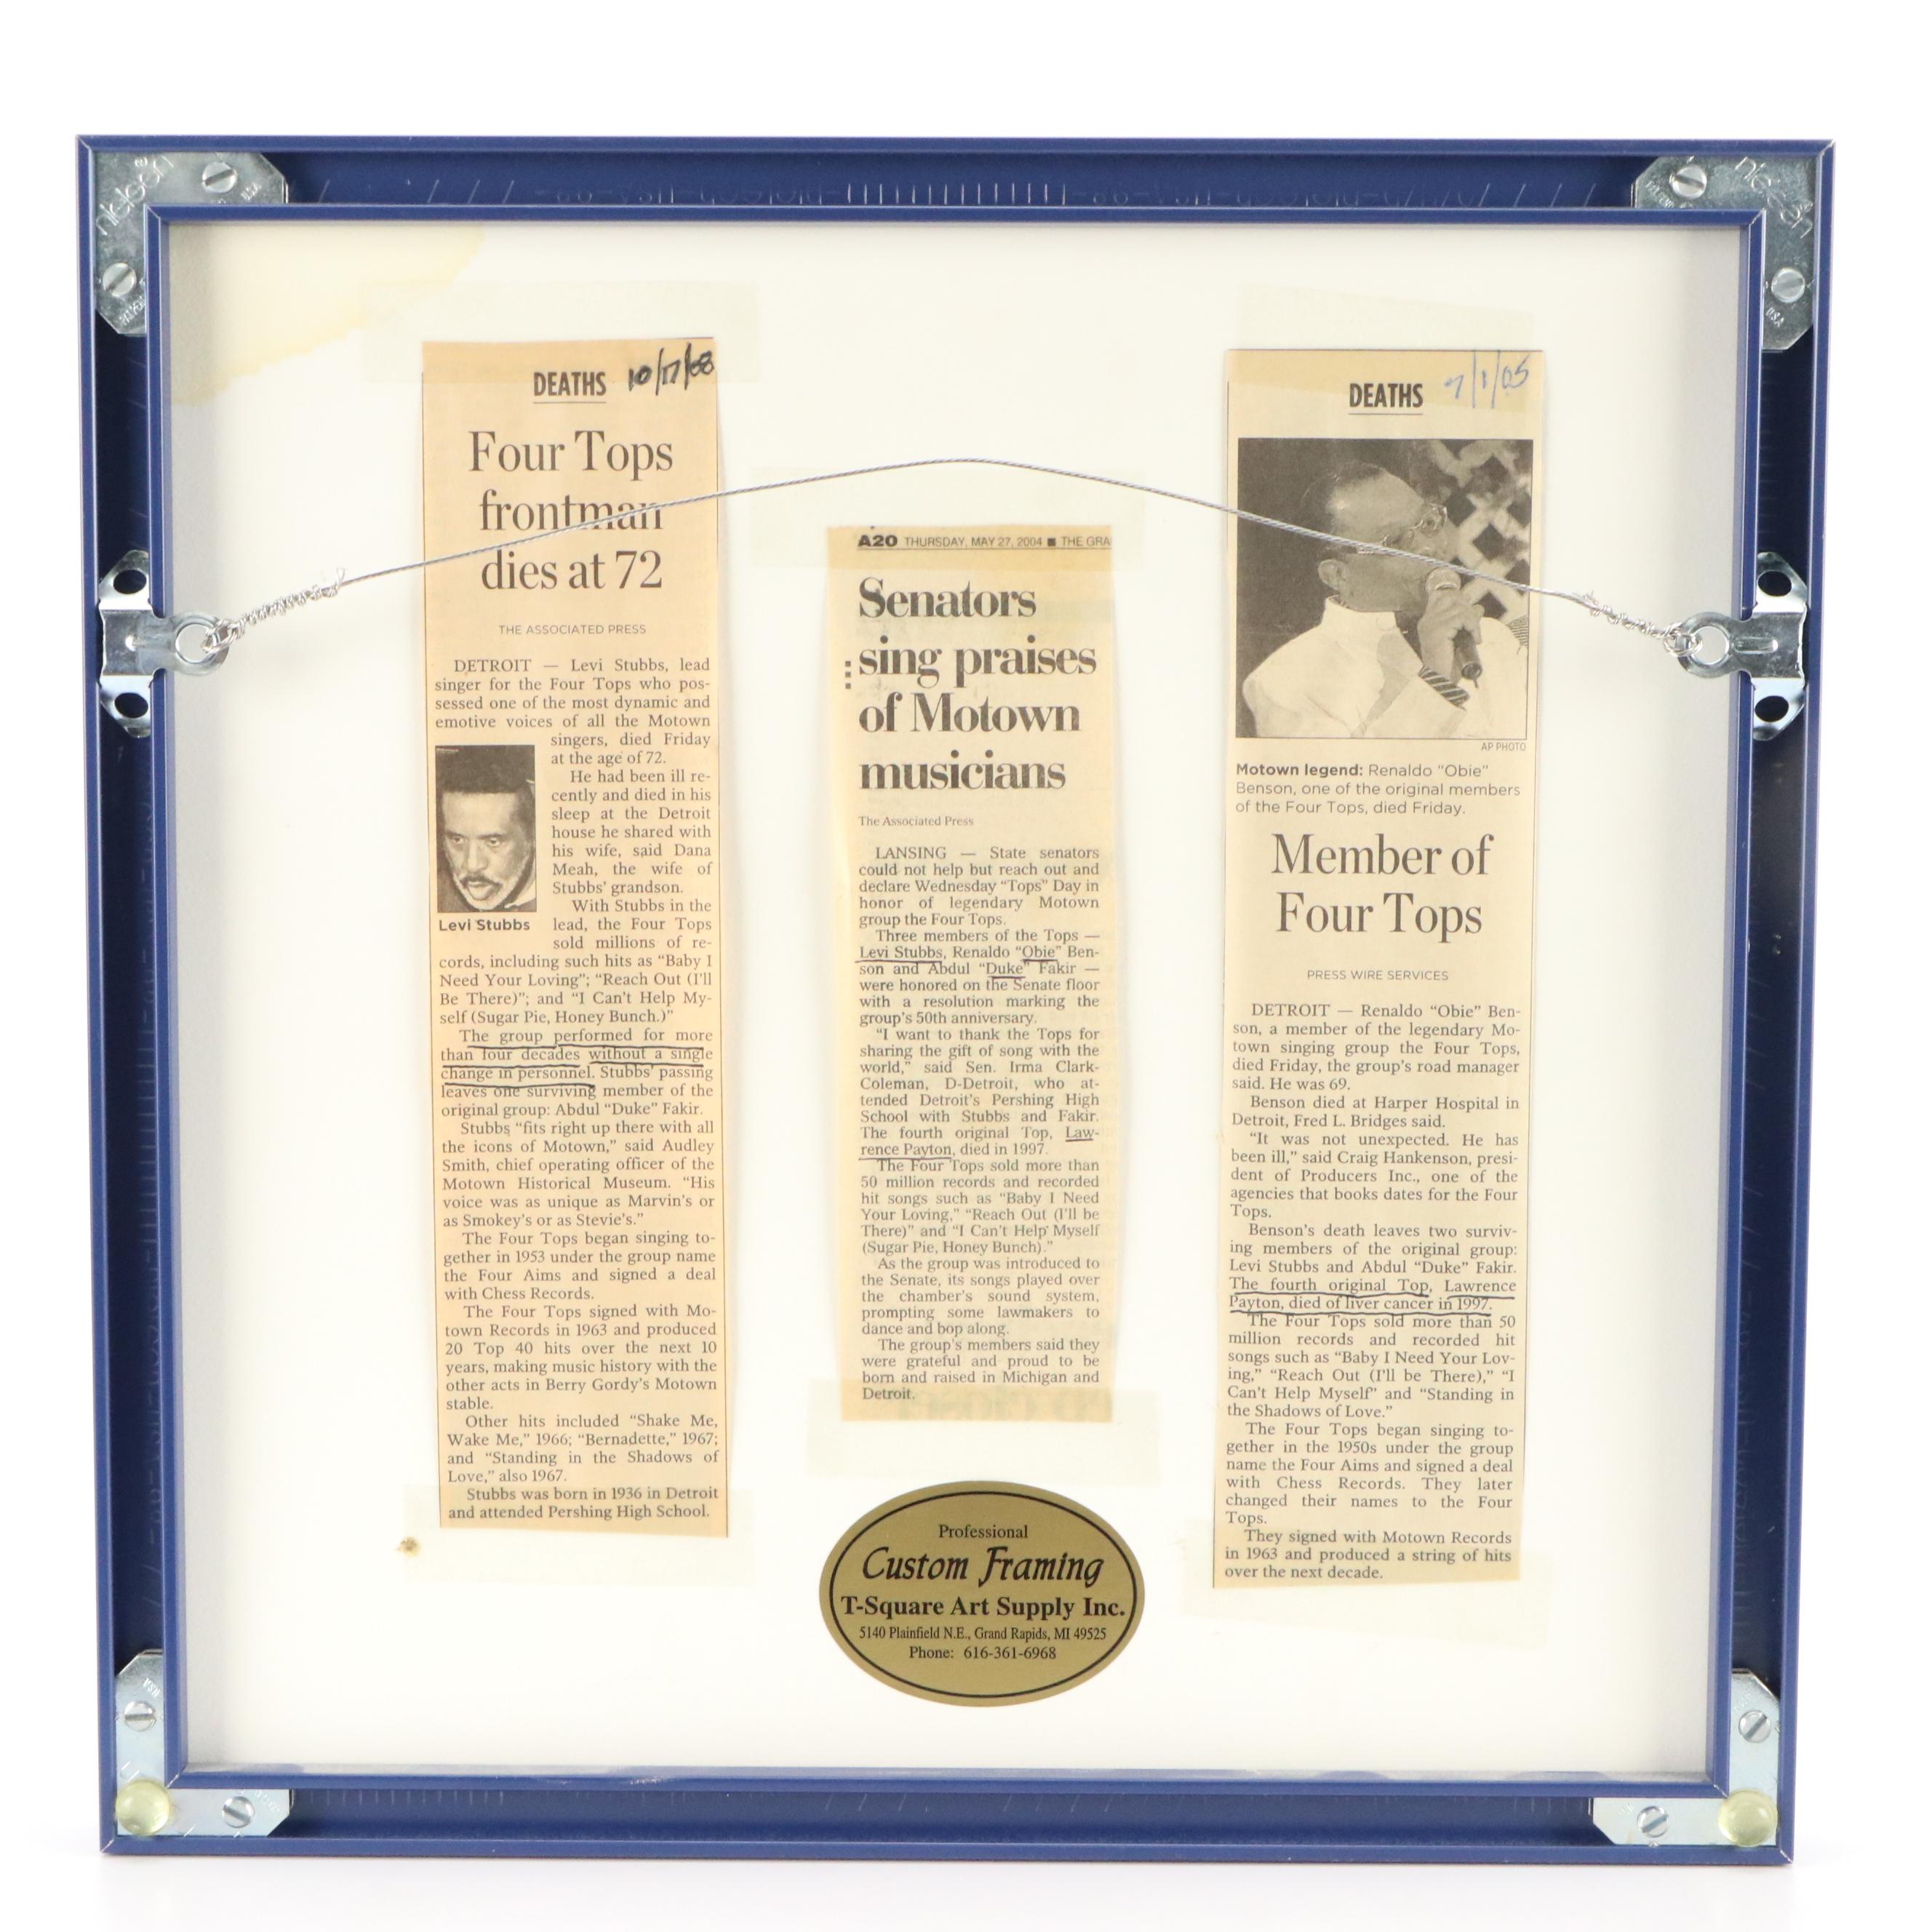 DEATHS 10/17/08
Four Tops
frontman
dies at 72
THE ASSOCIATED PRESS
DETROIT — Levi Stubbs, lead
singer for the Four Tops who pos-
sessed one of the most dynamic and
emotive voices of all the Motown
singers, died Friday
at the age of 72.
He had been ill re-
cently and died in his
sleep at the Detroit
house he shared with
his wife, said Dana
Meah, the wife of
Stubbs' grandson.
With Stubbs in the
lead, the Four Tops
sold millions of re-
Levi Stubbs
cords, including such hits as "Baby I
Need Your Loving"; "Reach Out (I'll
Be There)"; and "I Can't Help My-
self (Sugar Pie, Honey Bunch.)"
The group performed for more
than four decades without a single
change in personnel. Stubbs' passing
leaves one surviving member of the
original group: Abdul "Duke" Fakir.
Stubbs "fits right up there with all
the icons of Motown," said Audley
Smith, chief operating officer of the
Motown Historical Museum. "His
voice was as unique as Marvin's or
as Smokey's or as Stevie's."
The Four Tops began singing to-
gether in 1953 under the group name
the Four Aims and signed a deal
with Chess Records.
The Four Tops signed with Mo-
town Records in 1963 and produced
20 Top 40 hits over the next 10
years, making music history with the
other acts in Berry Gordy's Motown
stable.
Other hits included "Shake Me,
Wake Me," 1966; "Bernadette," 1967;
and "Standing in the Shadows of
Love," also 1967.
Stubbs was born in 1936 in Detroit
and attended Pershing High School.
A20 THURSDAY, MAY 27, 2004 ■ THE GRA
Senators
sing praises
of Motown
musicians
The Associated Press
LANSING — State senators
could not help but reach out and
declare Wednesday "Tops" Day in
honor of legendary Motown
group the Four Tops.
Three members of the Tops —
Levi Stubbs, Renaldo "Obie" Ben-
son and Abdul "Duke" Fakir —
were honored on the Senate floor
with a resolution marking the
group's 50th anniversary.
"I want to thank the Tops for
sharing the gift of song with the
world," said Sen. Irma Clark-
Coleman, D-Detroit, who at-
tended Detroit's Pershing High
School with Stubbs and Fakir.
The fourth original Top, Law-
rence Payton, died in 1997.
The Four Tops sold more than
50 million records and recorded
hit songs such as "Baby I Need
Your Loving," "Reach Out (I'll be
There)" and "I Can't Help Myself
(Sugar Pie, Honey Bunch)."
As the group was introduced to
the Senate, its songs played over
the chamber's sound system,
prompting some lawmakers to
dance and bop along.
The group's members said they
were grateful and proud to be
born and raised in Michigan and
Detroit.
DEATHS 7/1/05
AP PHOTO
Motown legend: Renaldo "Obie"
Benson, one of the original members
of the Four Tops, died Friday.
Member of
Four Tops
PRESS WIRE SERVICES
DETROIT — Renaldo "Obie" Ben-
son, a member of the legendary Mo-
town singing group the Four Tops,
died Friday, the group's road manager
said. He was 69.
Benson died at Harper Hospital in
Detroit, Fred L. Bridges said.
"It was not unexpected. He has
been ill," said Craig Hankenson, presi-
dent of Producers Inc., one of the
agencies that books dates for the Four
Tops.
Benson's death leaves two surviv-
ing members of the original group:
Levi Stubbs and Abdul "Duke" Fakir.
The fourth original Top, Lawrence
Payton, died of liver cancer in 1997.
The Four Tops sold more than 50
million records and recorded hit
songs such as "Baby I Need Your Lov-
ing," "Reach Out (I'll be There)," "I
Can't Help Myself" and "Standing in
the Shadows of Love."
The Four Tops began singing to-
gether in the 1950s under the group
name the Four Aims and signed a deal
with Chess Records. They later
changed their names to the Four
Tops.
They signed with Motown Records
in 1963 and produced a string of hits
over the next decade.
Professional
Custom Framing
T-Square Art Supply Inc.
5140 Plainfield N.E., Grand Rapids, MI 49525
Phone: 616-361-6968
nielsen
USA
nielsen
USA
USA